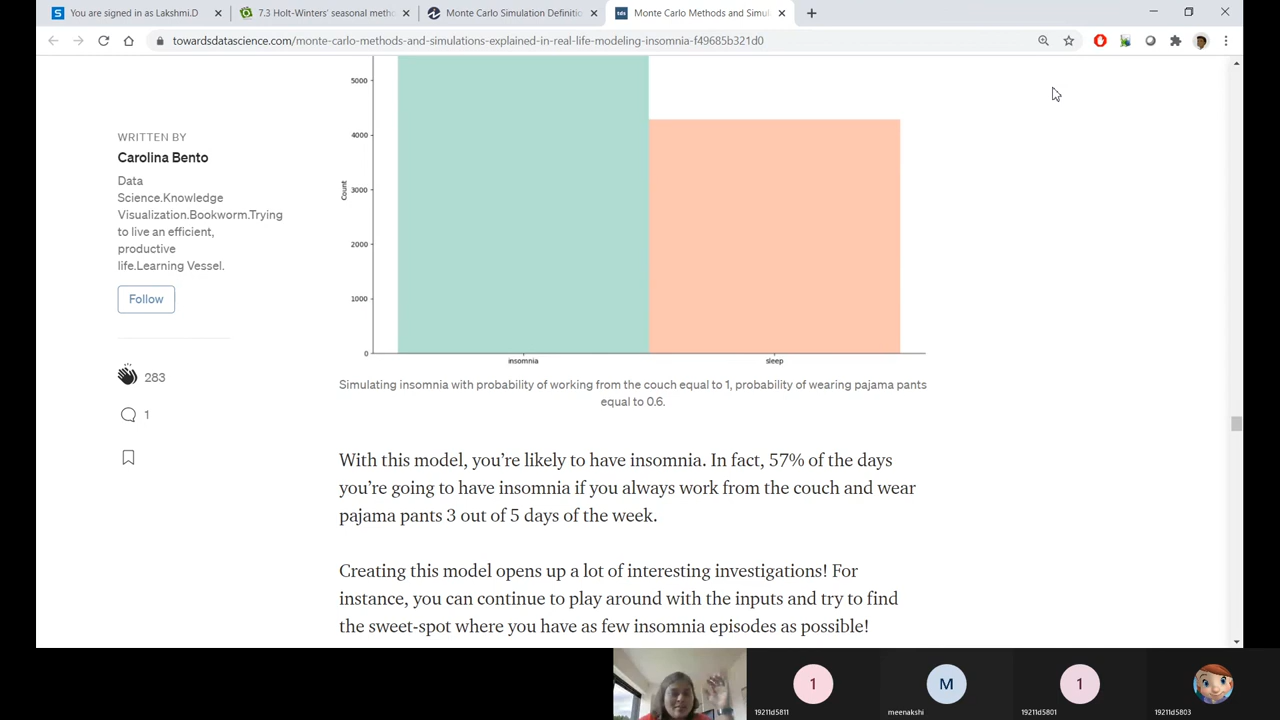 You are signed in as Lakshmi.D
7.3 Holt-Winters' seasonal meth
Monte Carlo Simulation Definitio
Monte Carlo Methods and Simul
towardsdatascience.com/monte-carlo-methods-and-simulations-explained-in-real-life-modeling-insomnia-f49685b321d0
WRITTEN BY
Carolina Bento
Data
Science.Knowledge
Visualization.Bookworm.Trying
to live an efficient,
productive
life.Learning Vessel.
Follow
283
1
5000
4000
3000
2000
1000
0
Count
insomnia
sleep
Simulating insomnia with probability of working from the couch equal to 1, probability of wearing pajama pants
equal to 0.6.
With this model, you're likely to have insomnia. In fact, 57% of the days
you're going to have insomnia if you always work from the couch and wear
pajama pants 3 out of 5 days of the week.
Creating this model opens up a lot of interesting investigations! For
instance, you can continue to play around with the inputs and try to find
the sweet-spot where you have as few insomnia episodes as possible!
1
M
1
19211d5811
meenakshi
19211d5801
19211d5803